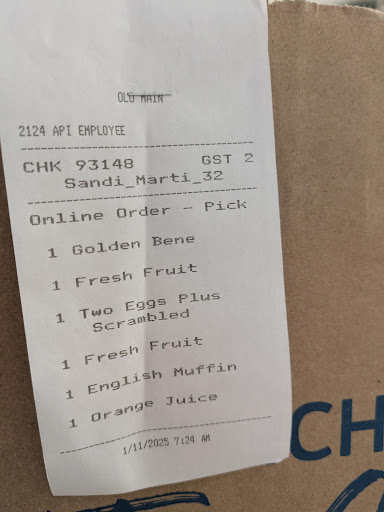 OLD MAIN
2124 API EMPLOYEE
CHK 93148 GST 2
Sandi_Marti_32
Online Order - Pick
1 Golden Bene
1 Fresh Fruit
1 Two Eggs Plus
Scrambled
1 Fresh Fruit
1 English Muffin
1 Orange Juice
1/11/2025 7:24 AM
CH